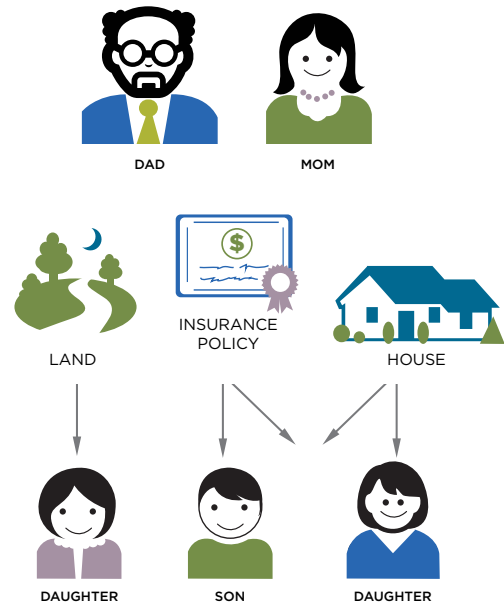 DAD
MOM
$
INSURANCE
POLICY
LAND
HOUSE
DAUGHTER
SON
DAUGHTER